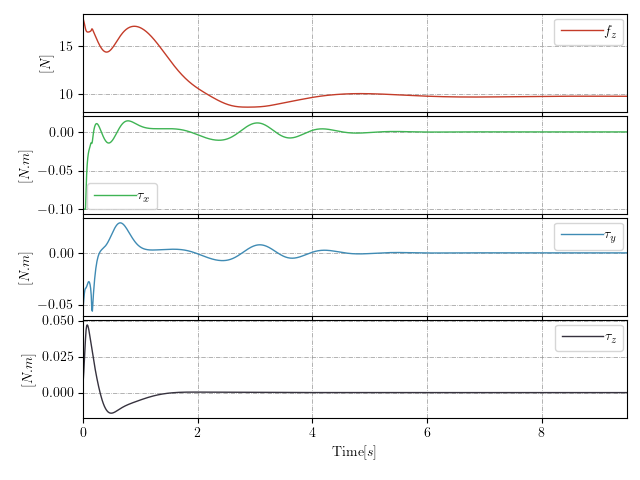 [N]
15
10
f_z
[N.m]
0.00
−0.05
−0.10
τ_x
[N.m]
0.00
−0.05
τ_y
[N.m]
0.050
0.025
0.000
τ_z
0 2 4 6 8
Time[s]